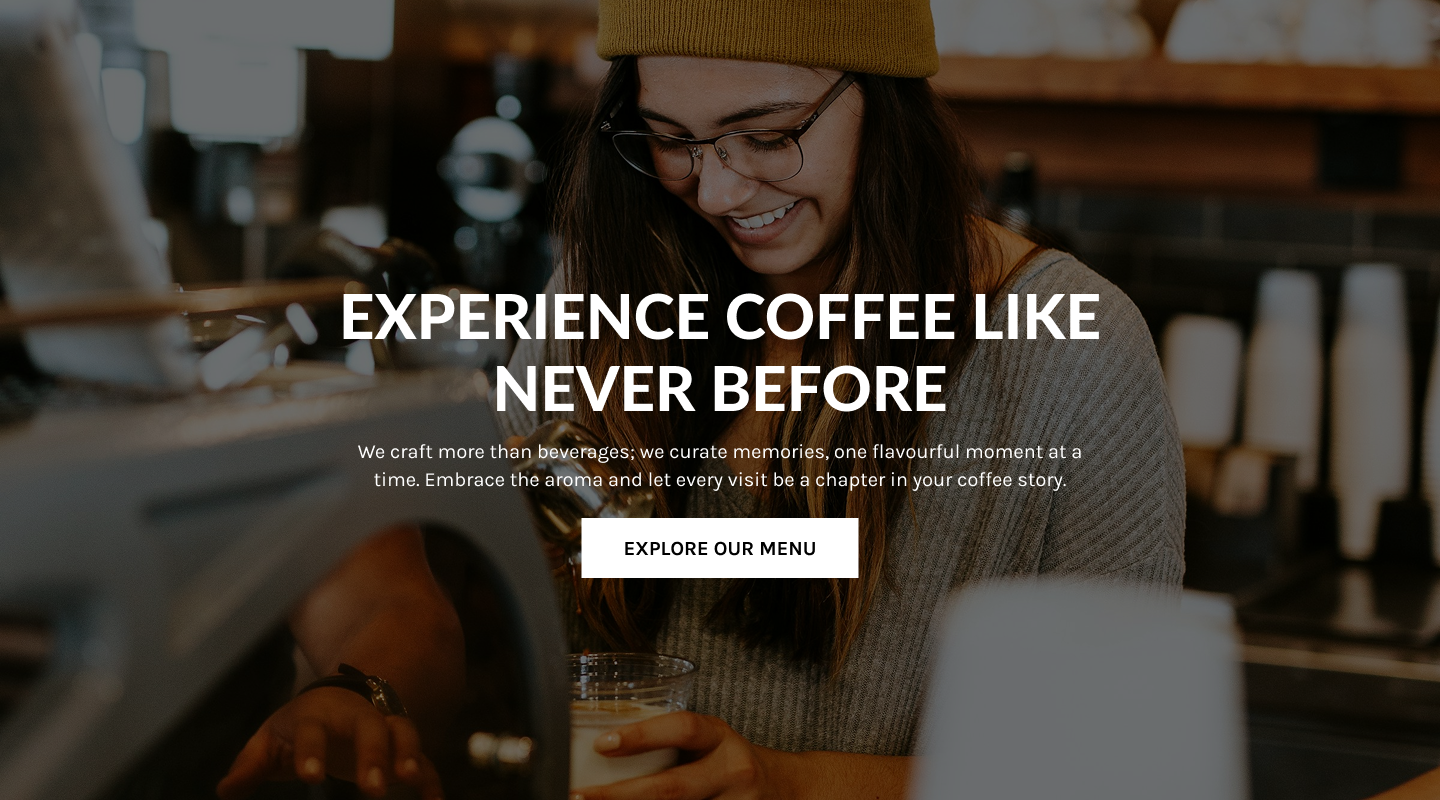 EXPERIENCE COFFEE LIKE
NEVER BEFORE
We craft more than beverages; we curate memories, one flavourful moment at a
time. Embrace the aroma and let every visit be a chapter in your coffee story.
EXPLORE OUR MENU